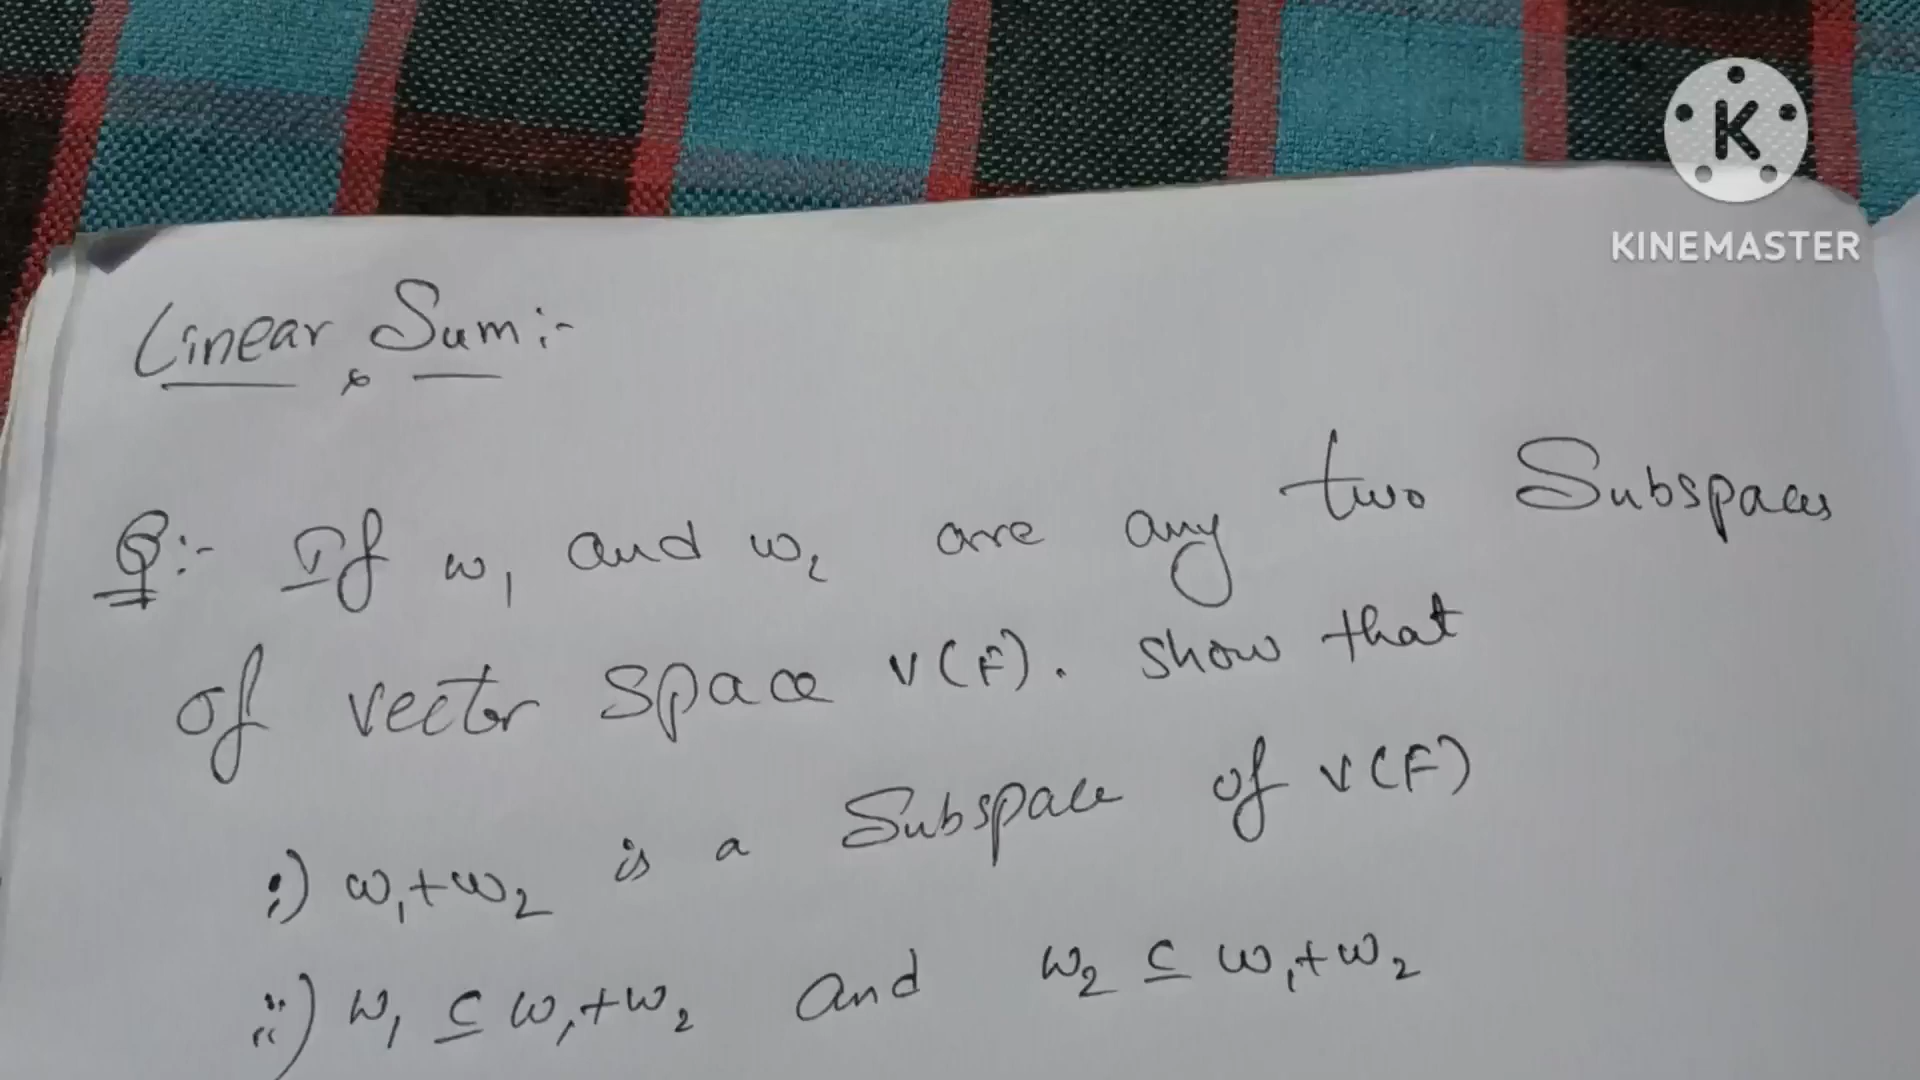 KINEMASTER
Linear Sum:-
Q:- If w₁ and w₂ are any two Subspaces
of vector space V(F). Show that
i) w₁+w₂ is a Subspace of V(F)
ii) w₁ ⊆ w₁+w₂ and w₂ ⊆ w₁+w₂